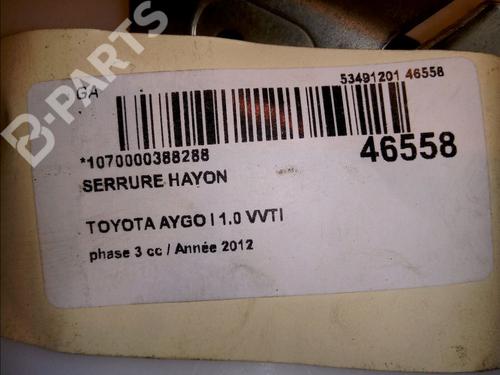 B-PARTS
GA
53491201 46558
*1070000388288
46558
SERRURE HAYON
TOYOTA AYGO I 1.0 VVTI
phase 3 cc / Année 2012